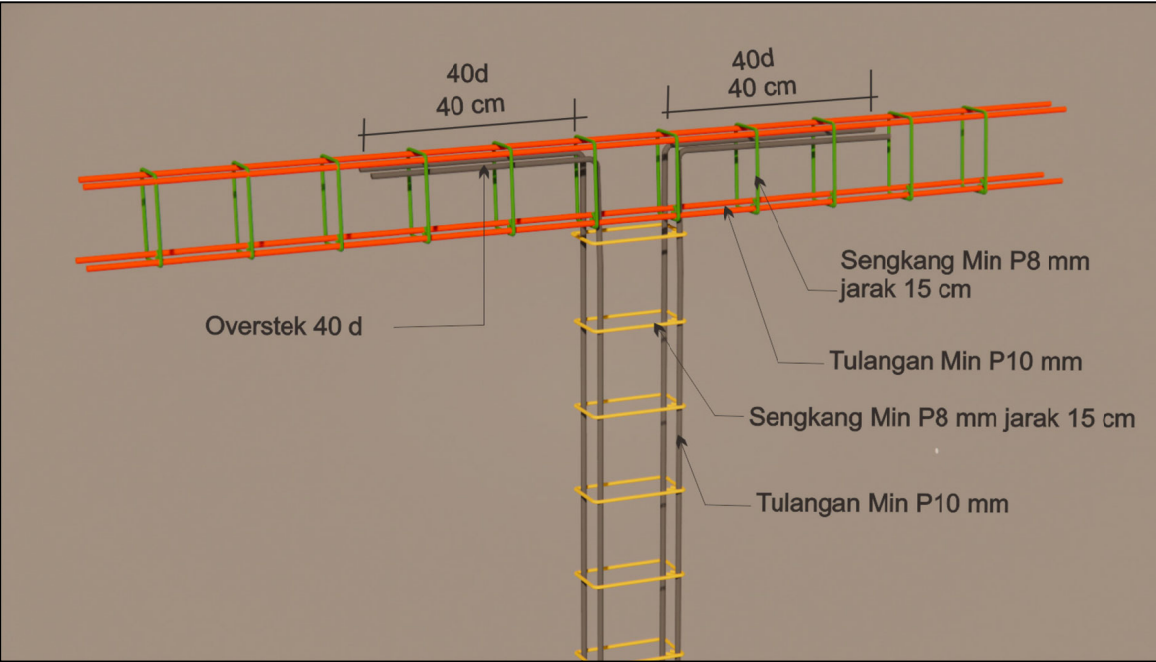 40d
40 cm
40d
40 cm
Sengkang Min P8 mm
jarak 15 cm
Overstek 40 d
Tulangan Min P10 mm
Sengkang Min P8 mm jarak 15 cm
Tulangan Min P10 mm